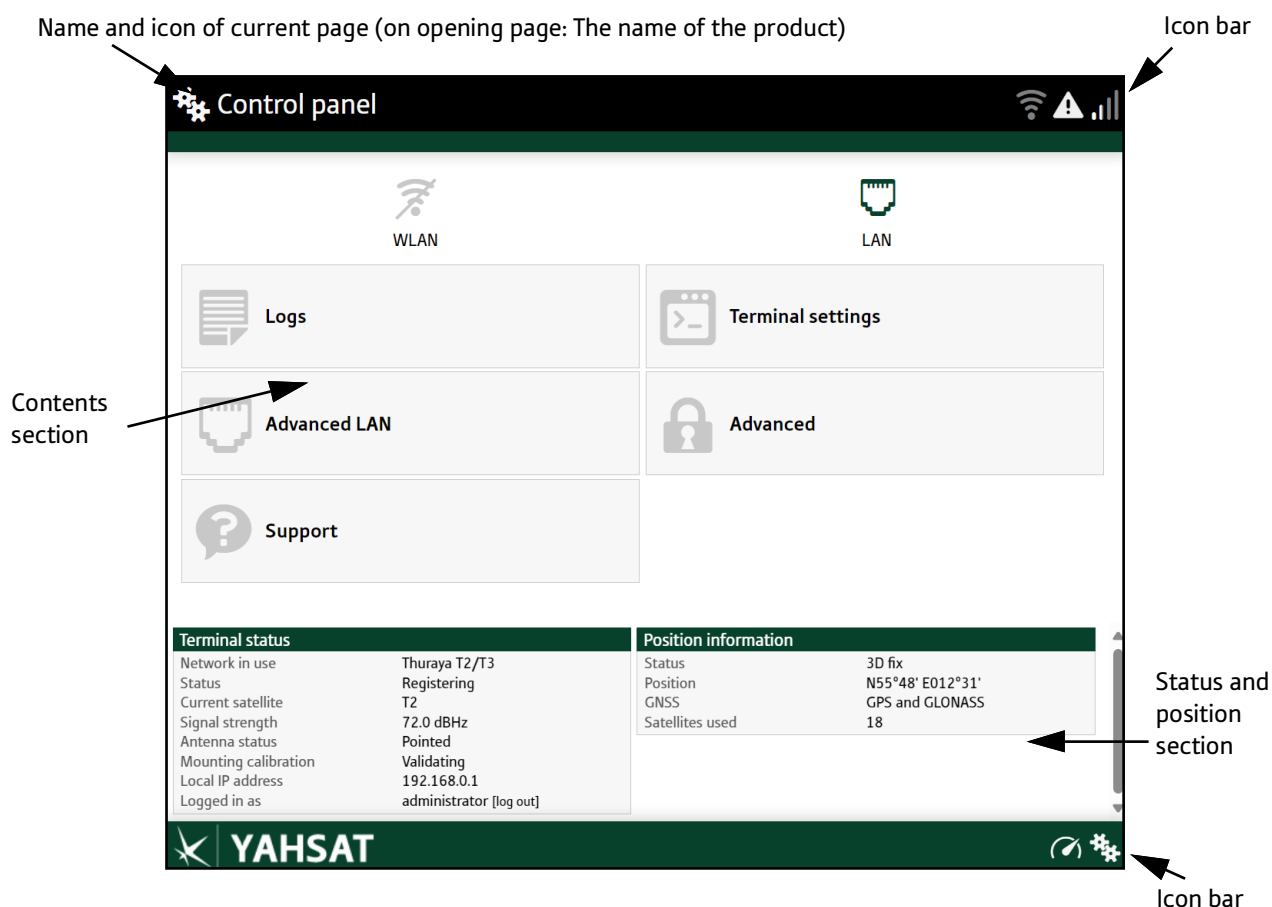 Name and icon of current page (on opening page: The name of the product)
Icon bar
Control panel
WLAN
LAN
Logs
Terminal settings
Contents
section
Advanced LAN
Advanced
Support
Terminal status
Network in use Thuraya T2/T3
Status Registering
Current satellite T2
Signal strength 72.0 dBHz
Antenna status Pointed
Mounting calibration Validating
Local IP address 192.168.0.1
Logged in as administrator [log out]
Position information
Status 3D fix
Position N55°48' E012°31'
GNSS GPS and GLONASS
Satellites used 18
Status and
position
section
YAHSAT
Icon bar